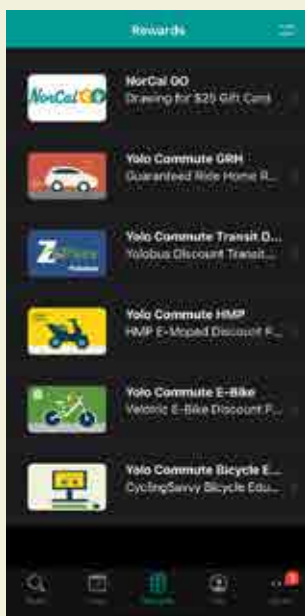 Rewards
NorCal GO
NorCal GO
Drawing for $25 Gift Card
Yolo Commute GRH
Guaranteed Ride Home R...
Yolo Commute Transit D...
Yolobus Discount Transit...
Yolo Commute HMP
HMP E-Moped Discount F...
Yolo Commute E-Bike
Velotric E-Bike Discount F...
Yolo Commute Bicycle E...
CyclingSavvy Bicycle Edu...
Rewards